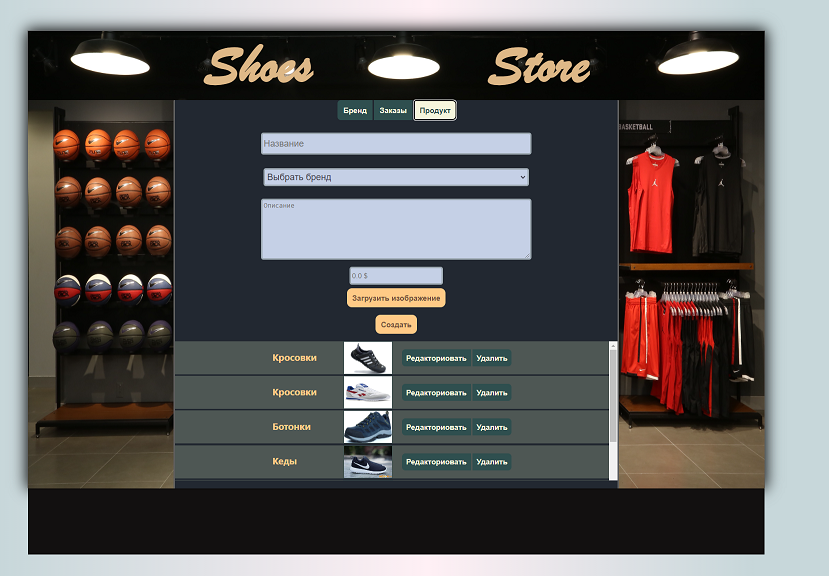 Shoes Store
Бренд Заказы Продукт
BASKETBALL
Название
Выбрать бренд
Описание
0.0 $
Загрузить изображение
Создать
Кросовки Редакториовать Удалить
Кросовки Редакториовать Удалить
Ботонки Редакториовать Удалить
Кеды Редакториовать Удалить